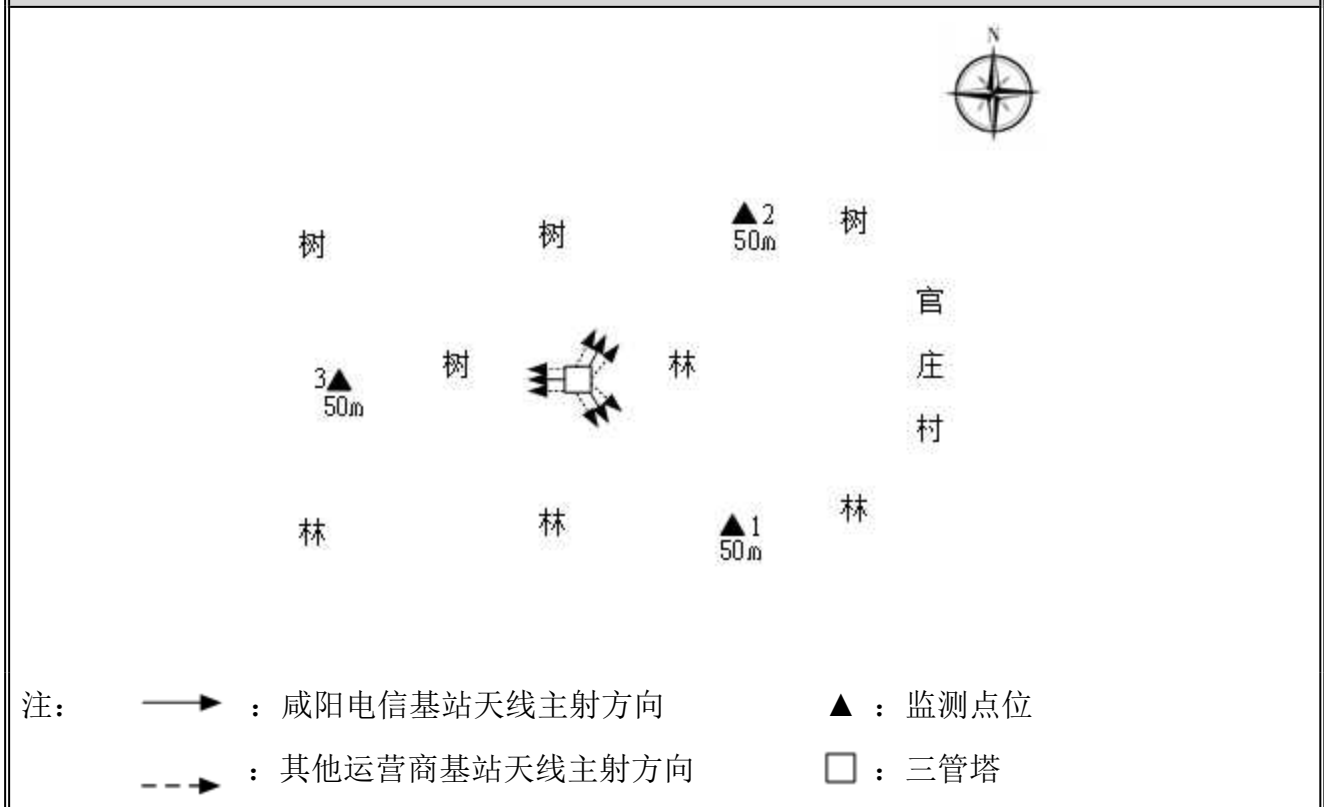 N
▲2
树 树 树
50m
官
3▲ 树 林 庄
50m
村
林 林 ▲1 林
50m
注： ：咸阳电信基站天线主射方向 ▲：监测点位
：其他运营商基站天线主射方向 □：三管塔